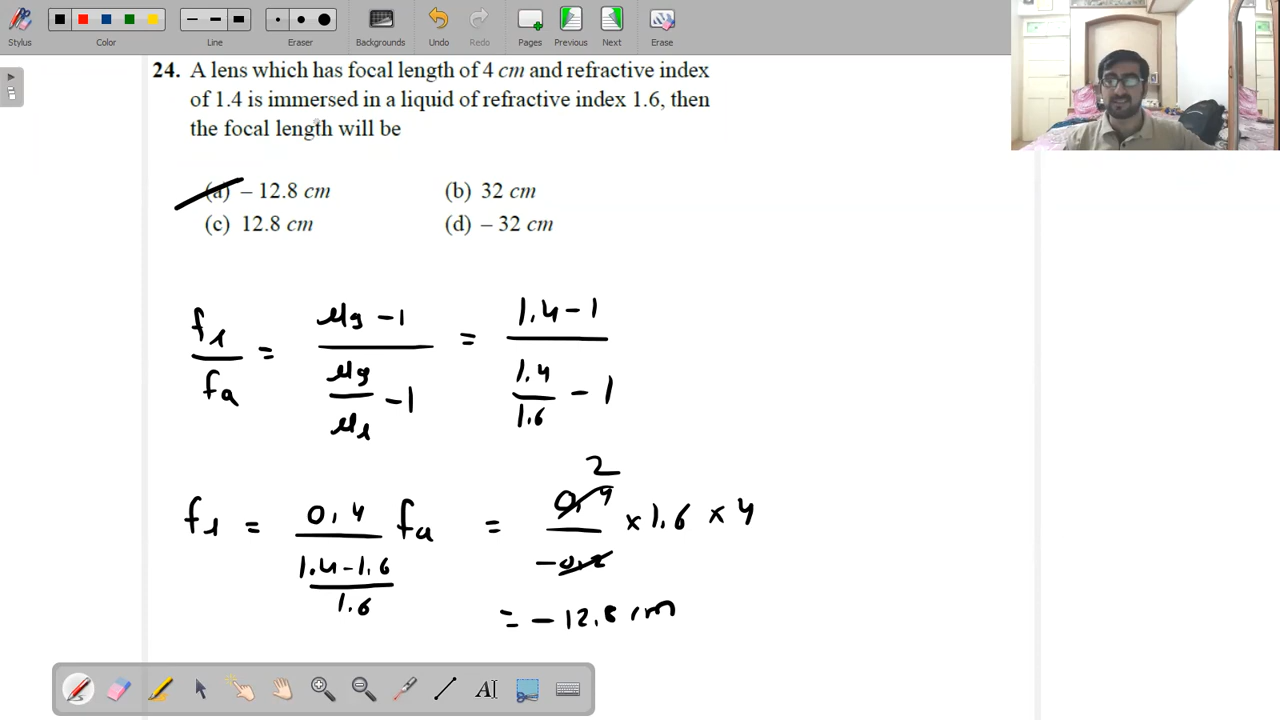 Stylus Color Line Eraser Backgrounds Undo Redo Pages Previous Next Erase
24. A lens which has focal length of 4 cm and refractive index
of 1.4 is immersed in a liquid of refractive index 1.6, then
the focal length will be
(a) – 12.8 cm (b) 32 cm
(c) 12.8 cm (d) – 32 cm
fl/fa = (μg - 1)/(μg/μl - 1) = (1.4 - 1)/(1.4/1.6 - 1)
2
fl = 0.4/((1.4 - 1.6)/1.6) fa = 0.4/-0.2 × 1.6 × 4
= - 12.8 cm